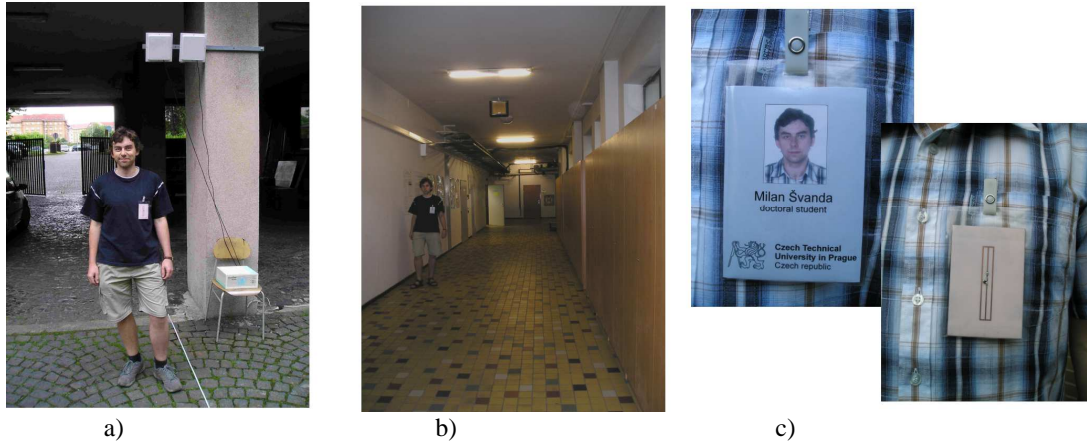 Milan Švanda
doctoral student
Czech Technical
University in Prague
Czech republic
a)
b)
c)